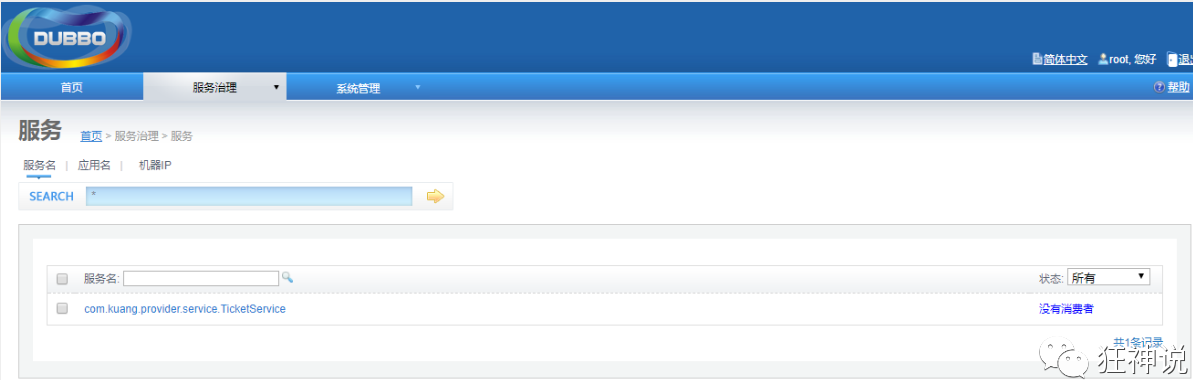 DUBBO
简体中文 root, 您好 退出
首页 服务治理 系统管理 帮助
服务 首页 > 服务治理 > 服务
服务名 | 应用名 | 机器IP
SEARCH *
服务名: 状态: 所有
com.kuang.provider.service.TicketService 没有消费者
共1条记录
狂神说